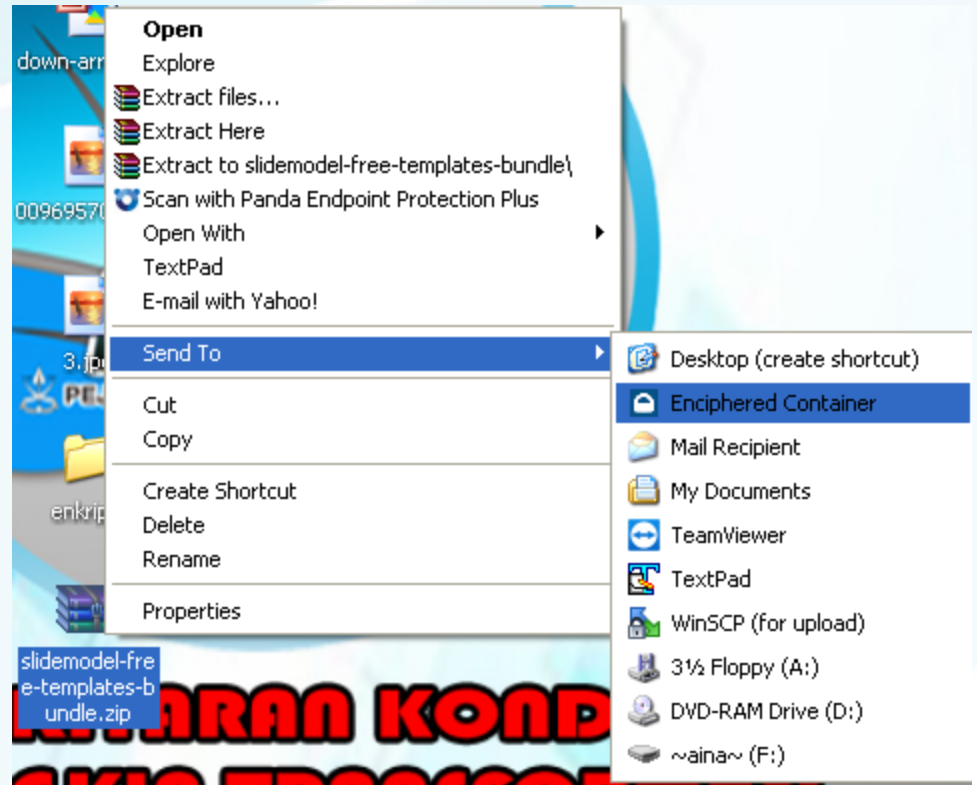 down-arr
0096957
3.jp
PE
enkrip
slidemodel-fre
e-templates-b
undle.zip
Open
Explore
Extract files...
Extract Here
Extract to slidemodel-free-templates-bundle\
Scan with Panda Endpoint Protection Plus
Open With
TextPad
E-mail with Yahoo!
Send To
Cut
Copy
Create Shortcut
Delete
Rename
Properties
Desktop (create shortcut)
Enciphered Container
Mail Recipient
My Documents
TeamViewer
TextPad
WinSCP (for upload)
3½ Floppy (A:)
DVD-RAM Drive (D:)
~aina~ (F:)
KOND